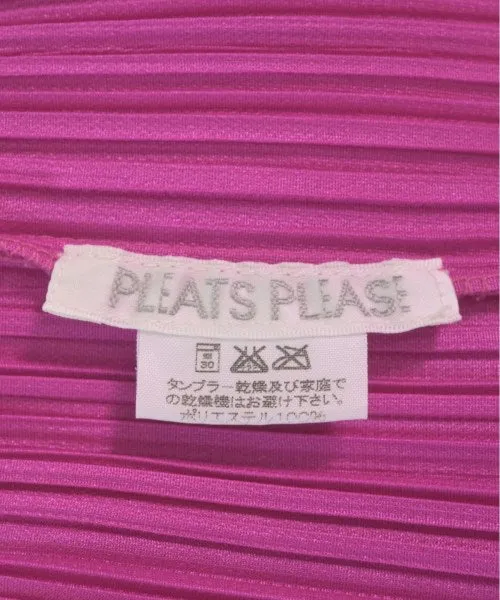 PLEATS PLEASE
弱
30
タンブラー乾燥及び家庭で
の乾燥機はお避け下さい。
ポリエステル100%